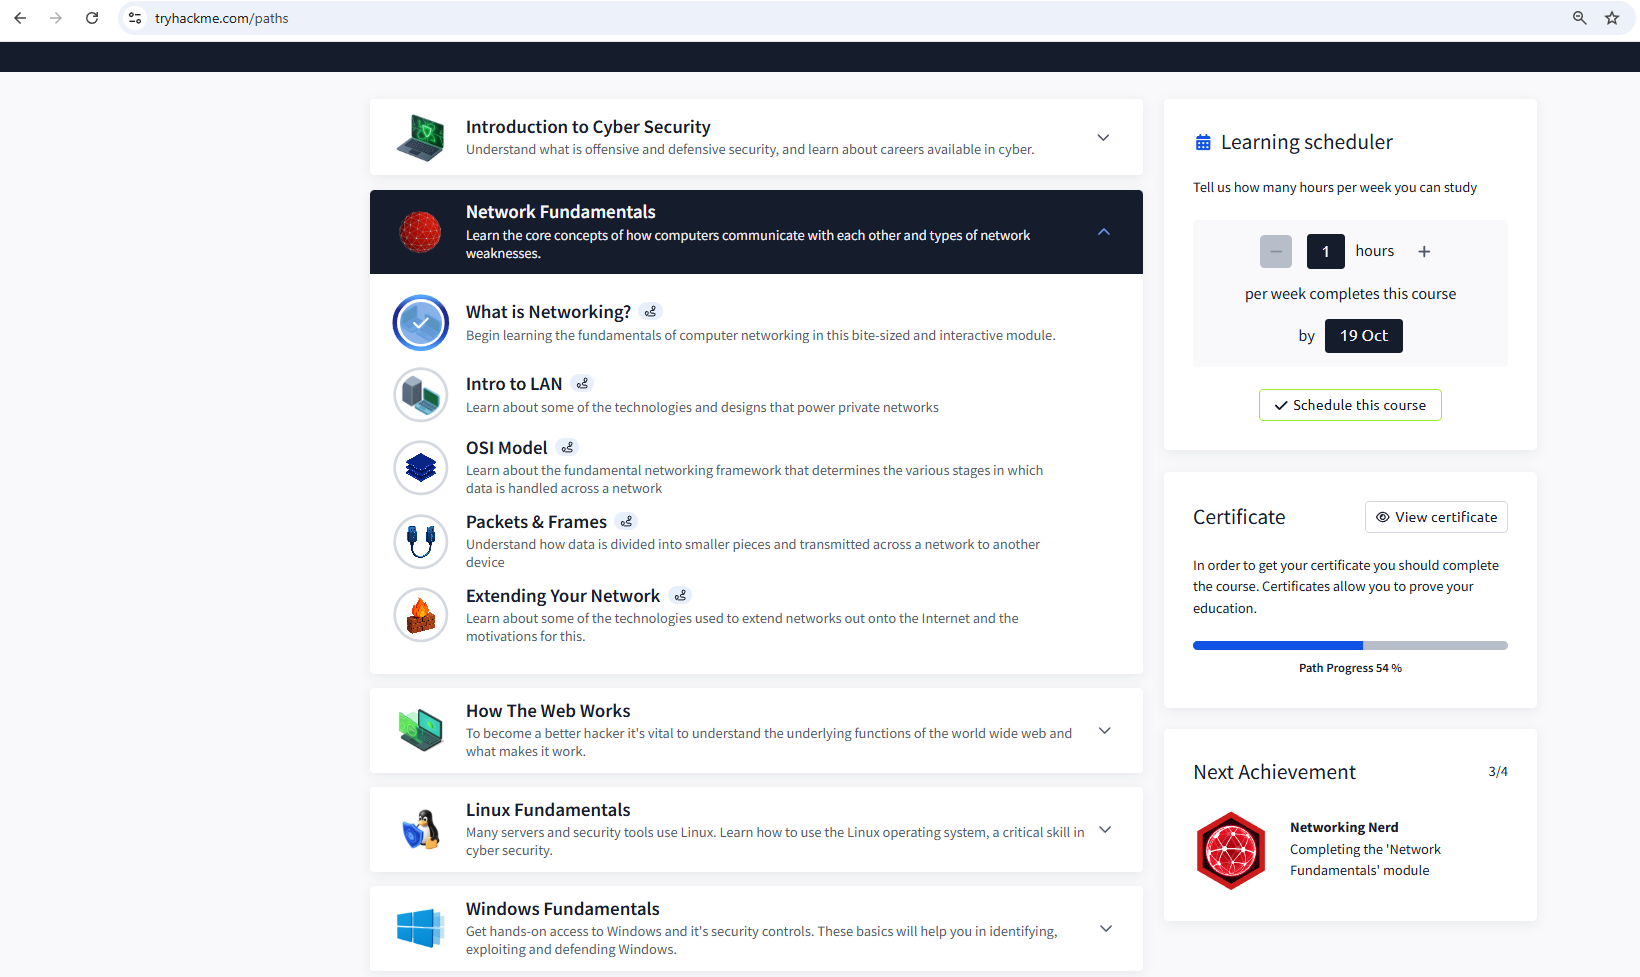 tryhackme.com/paths
Introduction to Cyber Security
Understand what is offensive and defensive security, and learn about careers available in cyber.
Network Fundamentals
Learn the core concepts of how computers communicate with each other and types of network
weaknesses.
What is Networking?
Begin learning the fundamentals of computer networking in this bite-sized and interactive module.
Intro to LAN
Learn about some of the technologies and designs that power private networks
OSI Model
Learn about the fundamental networking framework that determines the various stages in which
data is handled across a network
Packets & Frames
Understand how data is divided into smaller pieces and transmitted across a network to another
device
Extending Your Network
Learn about some of the technologies used to extend networks out onto the Internet and the
motivations for this.
How The Web Works
To become a better hacker it's vital to understand the underlying functions of the world wide web and
what makes it work.
Linux Fundamentals
Many servers and security tools use Linux. Learn how to use the Linux operating system, a critical skill in
cyber security.
Windows Fundamentals
Get hands-on access to Windows and it's security controls. These basics will help you in identifying,
exploiting and defending Windows.
Learning scheduler
Tell us how many hours per week you can study
− 1 hours +
per week completes this course
by 19 Oct
Schedule this course
Certificate
View certificate
In order to get your certificate you should complete
the course. Certificates allow you to prove your
education.
Path Progress 54 %
Next Achievement 3/4
Networking Nerd
Completing the 'Network
Fundamentals' module